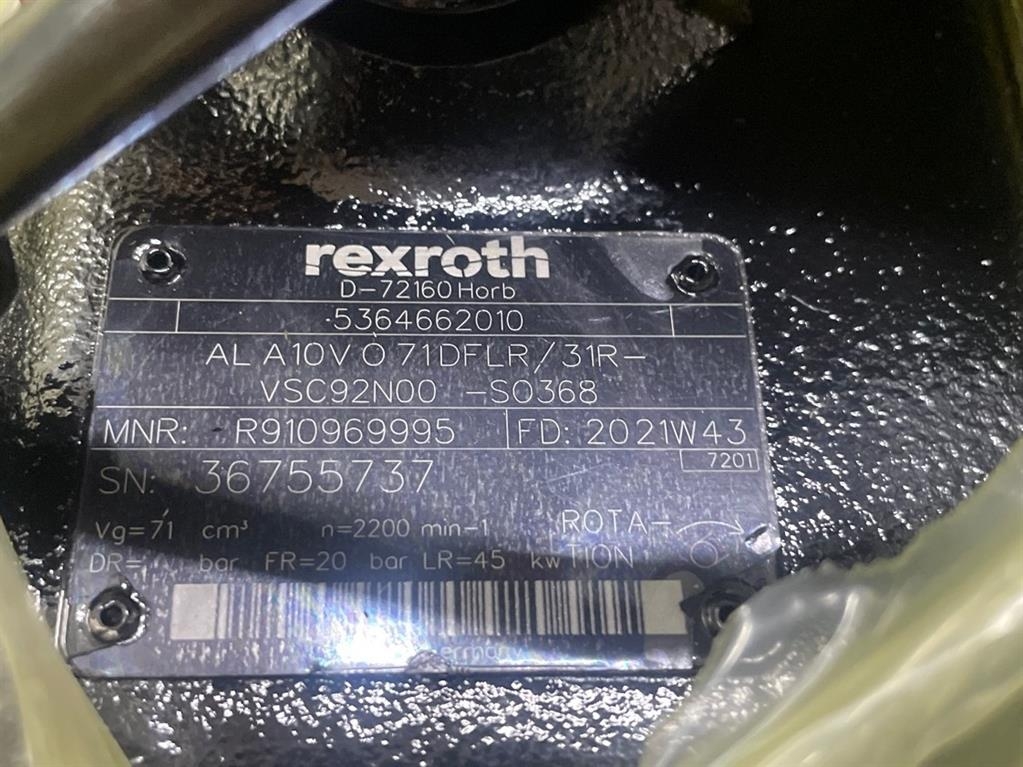 rexroth
D-72160 Horb
5364662010
AL A10V O 71DFLR/31R-
VSC92N00 -SO368
MNR: R910969995 FD: 2021W43
7201
SN: 36755737
Vg=71 cm³ n=2200 min-1 ROTA-
DR= bar FR=20 bar LR=45 kW TION